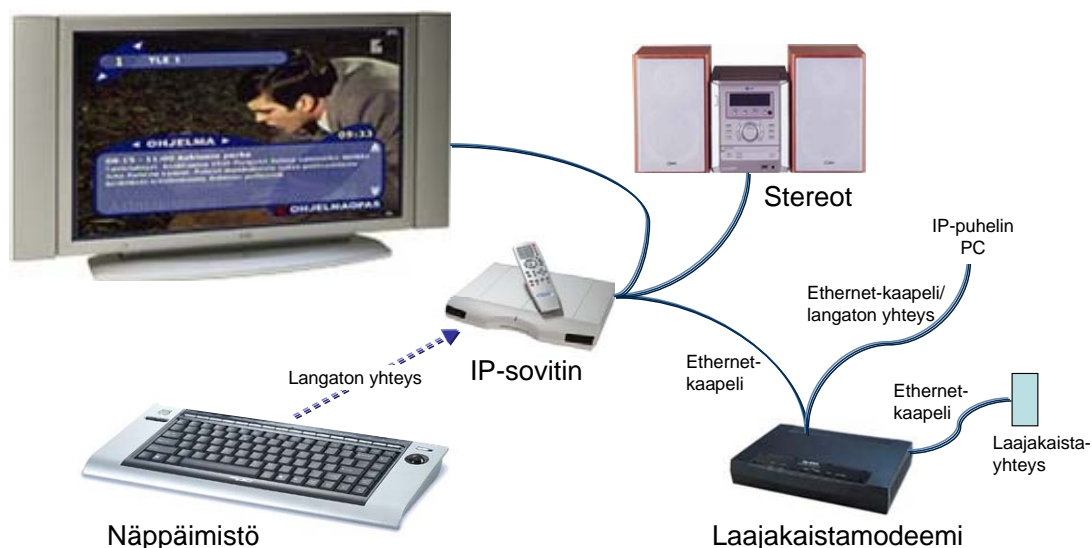 1 YLE 1
OHJELMA
09:33
OHJELMAOPAS
Stereot
IP-puhelin
PC
Ethernet-kaapeli/
langaton yhteys
IP-sovitin
Langaton yhteys
Ethernet-
kaapeli
Ethernet-
kaapeli
Laajakaista-
yhteys
Näppäimistö
Laajakaistamodeemi